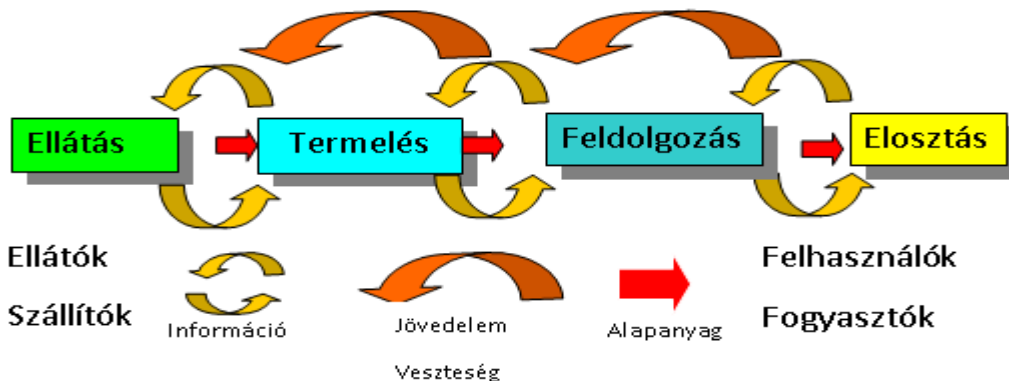 Ellátás
Termelés
Feldolgozás
Elosztás
Ellátók
Szállítók
Információ
Jövedelem
Veszteség
Alapanyag
Felhasználók
Fogyasztók